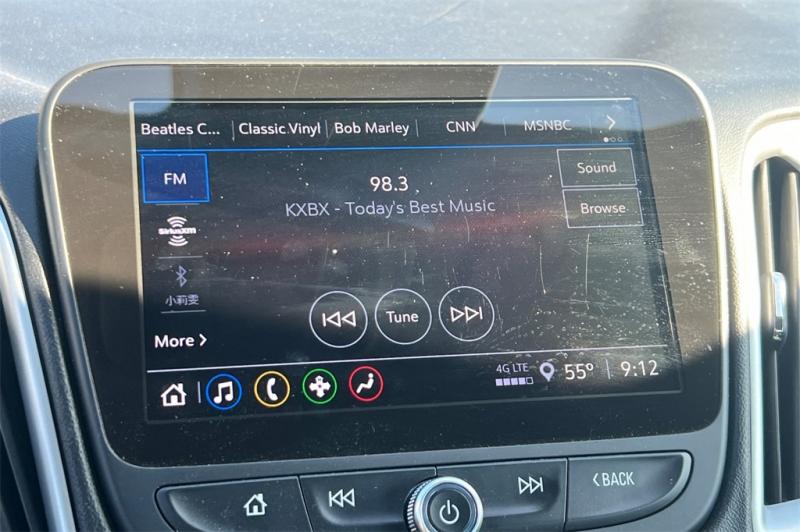 Beatles C... Classic Vinyl Bob Marley CNN MSNBC
FM
98.3
Sound
KXBX - Today's Best Music
Browse
SiriusXM
小莉雯
Tune
More
4G LTE
55° 9:12
BACK